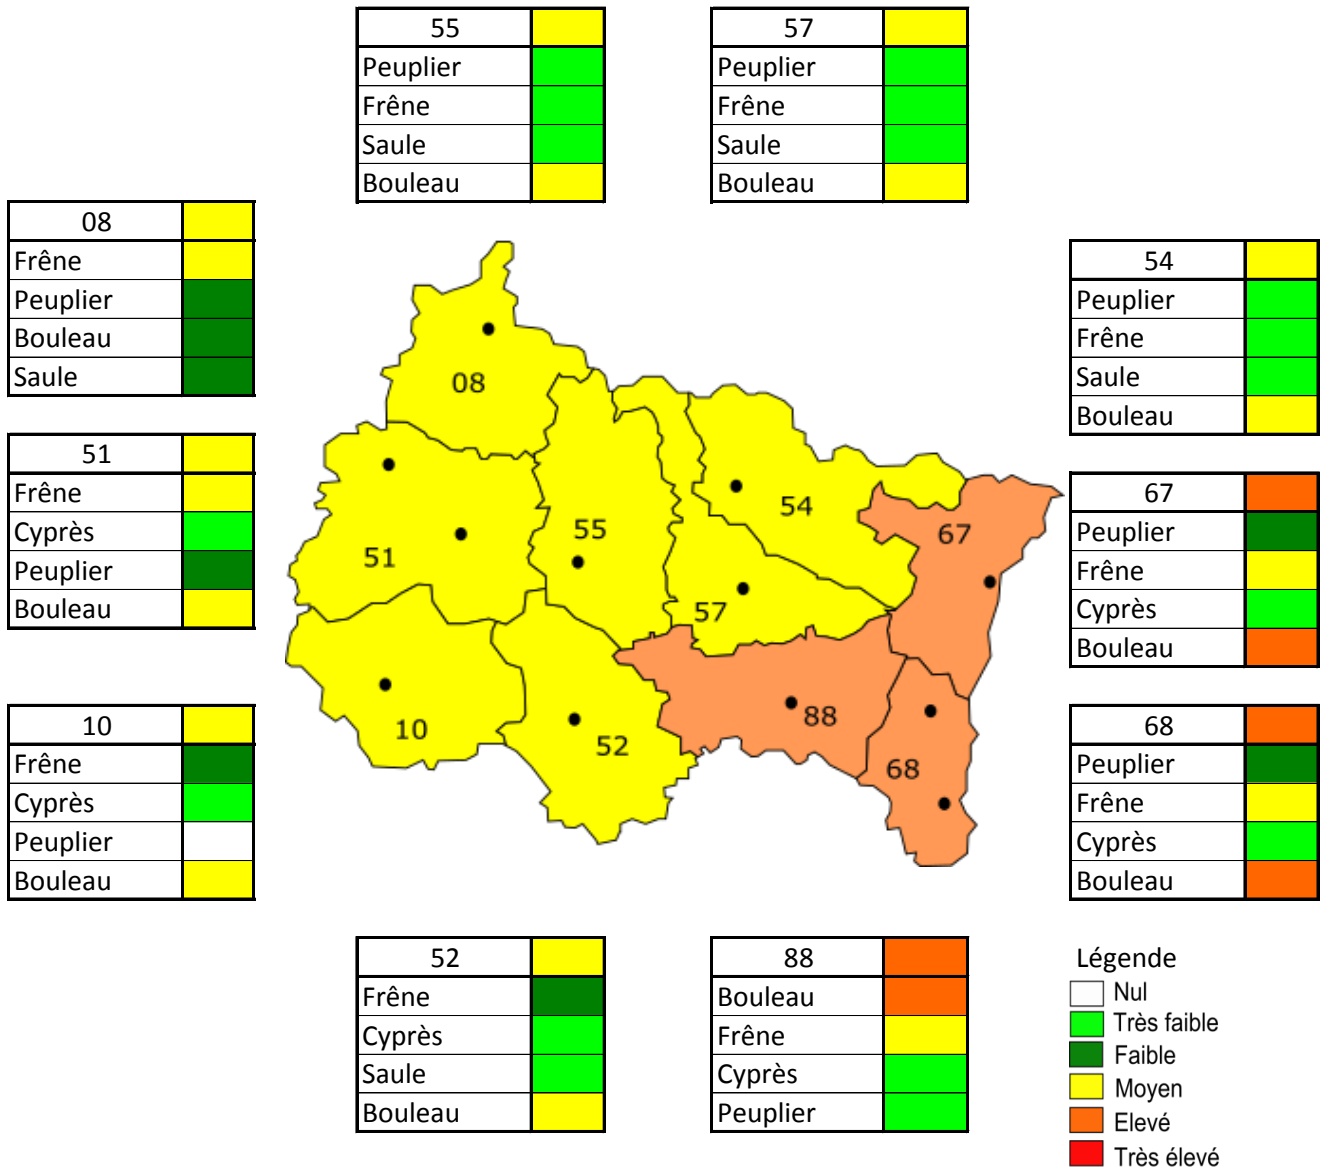 55
Peuplier
Frêne
Saule
Bouleau
57
Peuplier
Frêne
Saule
Bouleau
08
Frêne
Peuplier
Bouleau
Saule
51
Frêne
Cyprès
Peuplier
Bouleau
10
Frêne
Cyprès
Peuplier
Bouleau
08
51
55
54
67
57
10
52
88
68
54
Peuplier
Frêne
Saule
Bouleau
67
Peuplier
Frêne
Cyprès
Bouleau
68
Peuplier
Frêne
Cyprès
Bouleau
52
Frêne
Cyprès
Saule
Bouleau
88
Bouleau
Frêne
Cyprès
Peuplier
Légende
Nul
Très faible
Faible
Moyen
Elevé
Très élevé